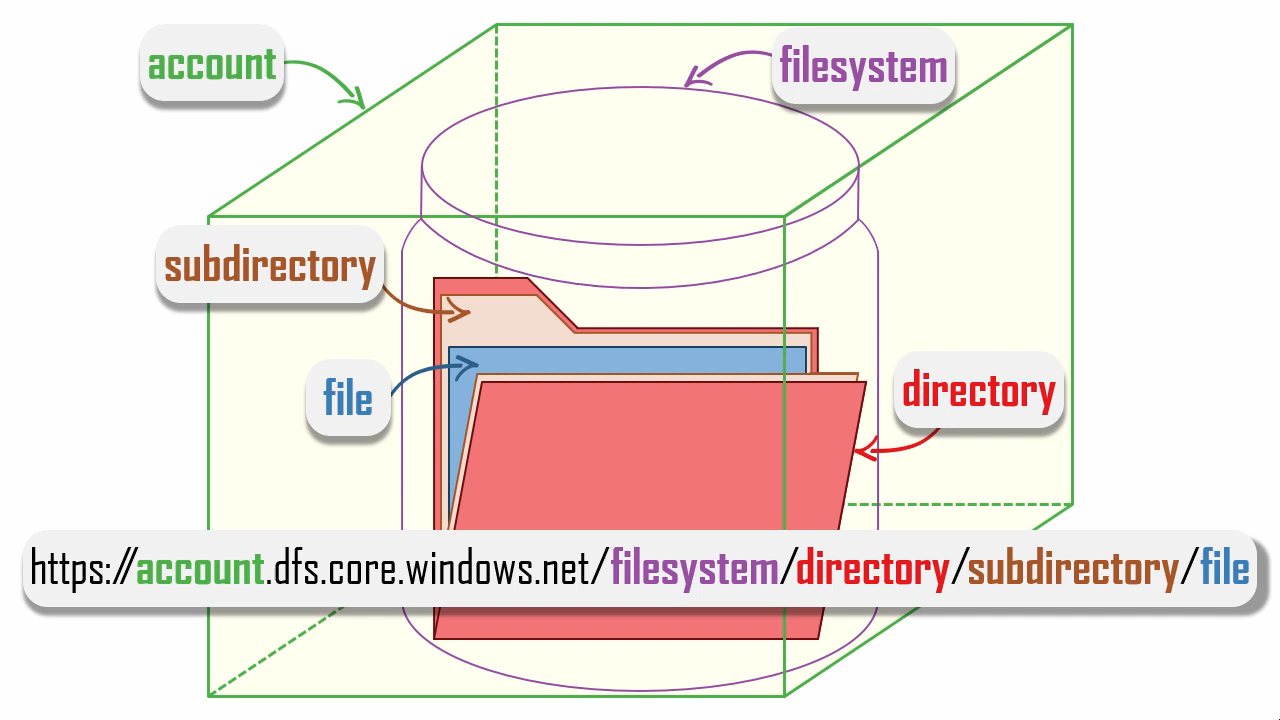 account
filesystem
subdirectory
file
directory
https://account.dfs.core.windows.net/filesystem/directory/subdirectory/file